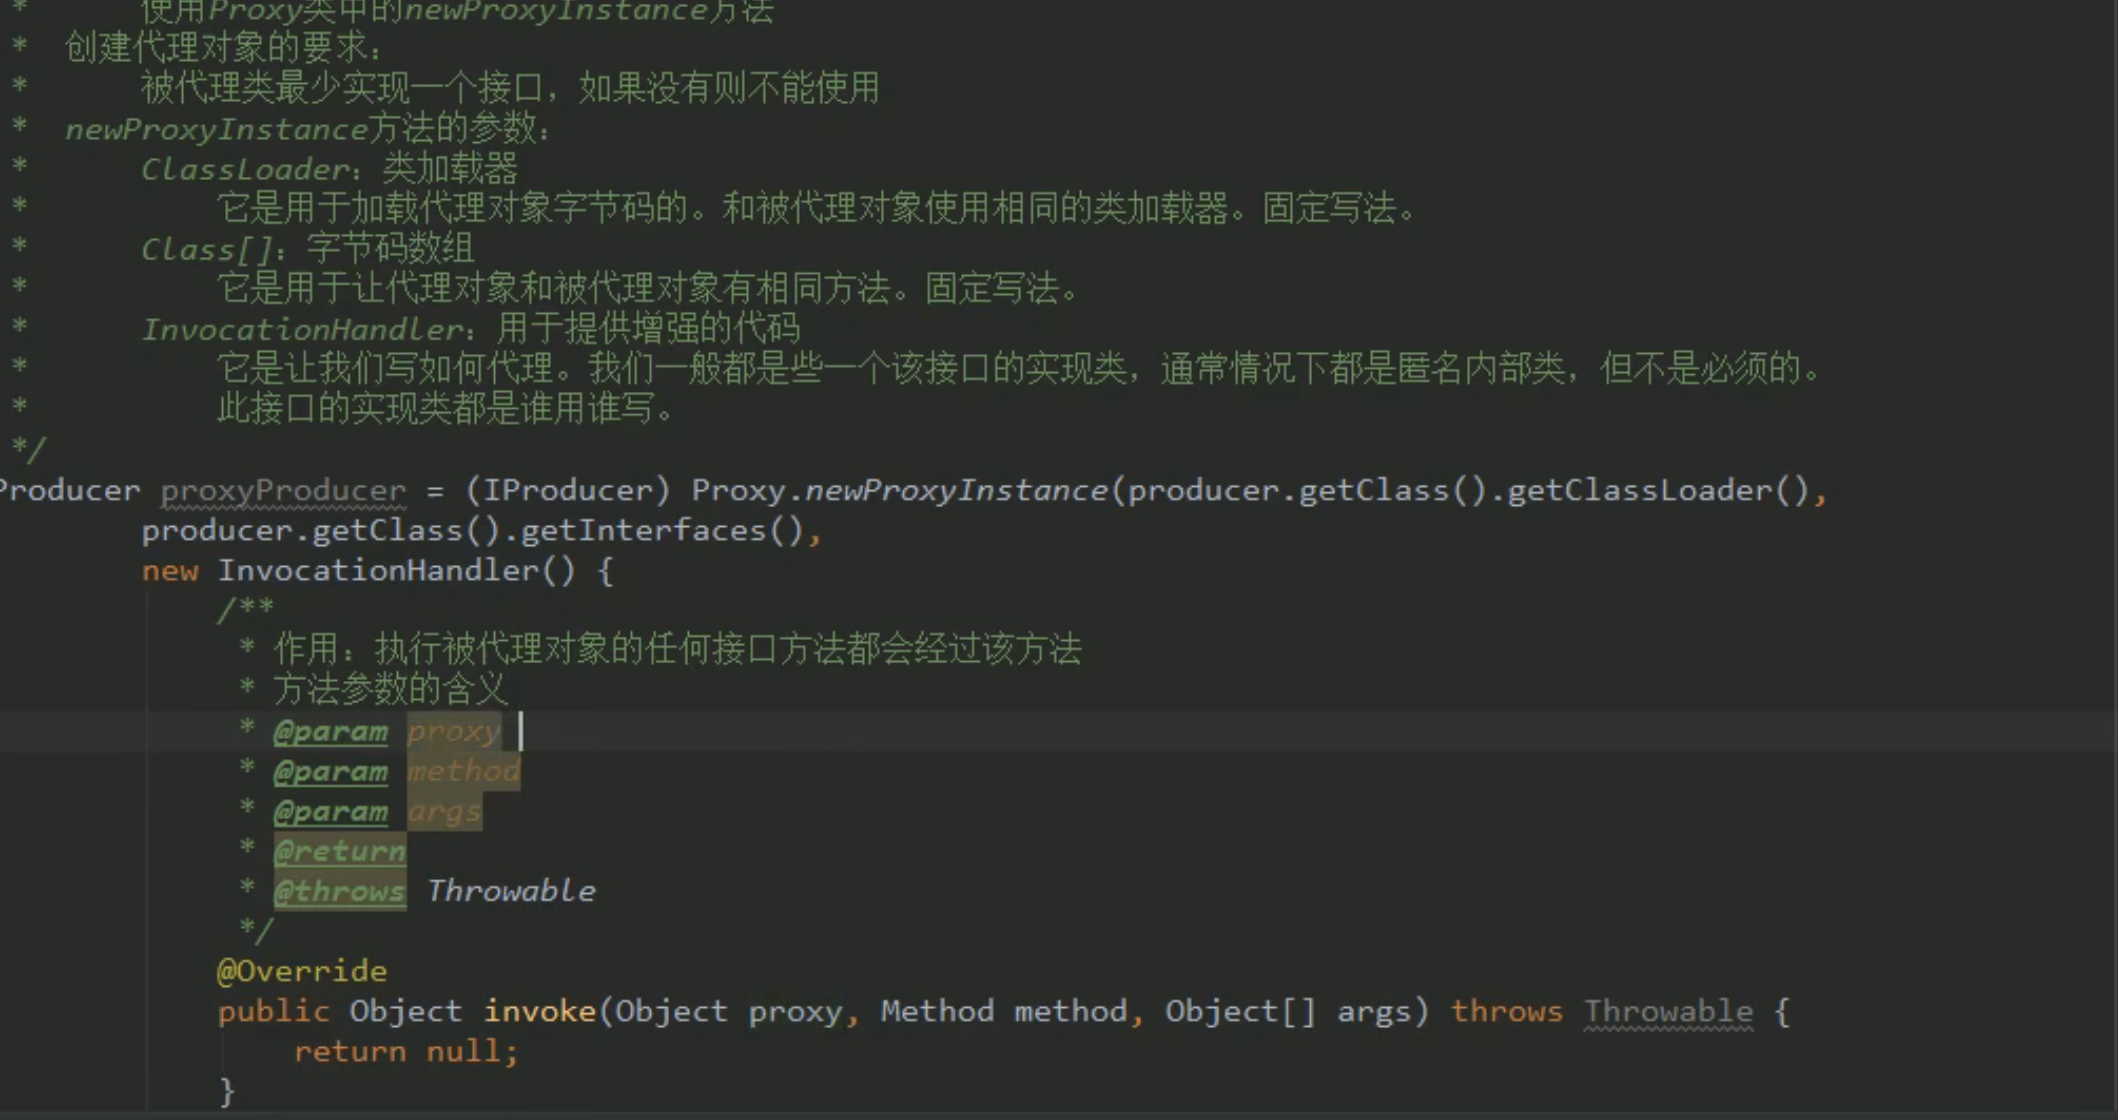 * 使用Proxy类中的newProxyInstance方法
* 创建代理对象的要求：
* 被代理类最少实现一个接口，如果没有则不能使用
* newProxyInstance方法的参数：
* ClassLoader：类加载器
* 它是用于加载代理对象字节码的。和被代理对象使用相同的类加载器。固定写法。
* Class[]：字节码数组
* 它是用于让代理对象和被代理对象有相同方法。固定写法。
* InvocationHandler：用于提供增强的代码
* 它是让我们写如何代理。我们一般都是些一个该接口的实现类，通常情况下都是匿名内部类，但不是必须的。
* 此接口的实现类都是谁用谁写。
*/
Producer proxyProducer = (IProducer) Proxy.newProxyInstance(producer.getClass().getClassLoader(),
producer.getClass().getInterfaces(),
new InvocationHandler() {
/**
* 作用：执行被代理对象的任何接口方法都会经过该方法
* 方法参数的含义
* @param proxy
* @param method
* @param args
* @return
* @throws Throwable
*/
@Override
public Object invoke(Object proxy, Method method, Object[] args) throws Throwable {
return null;
}